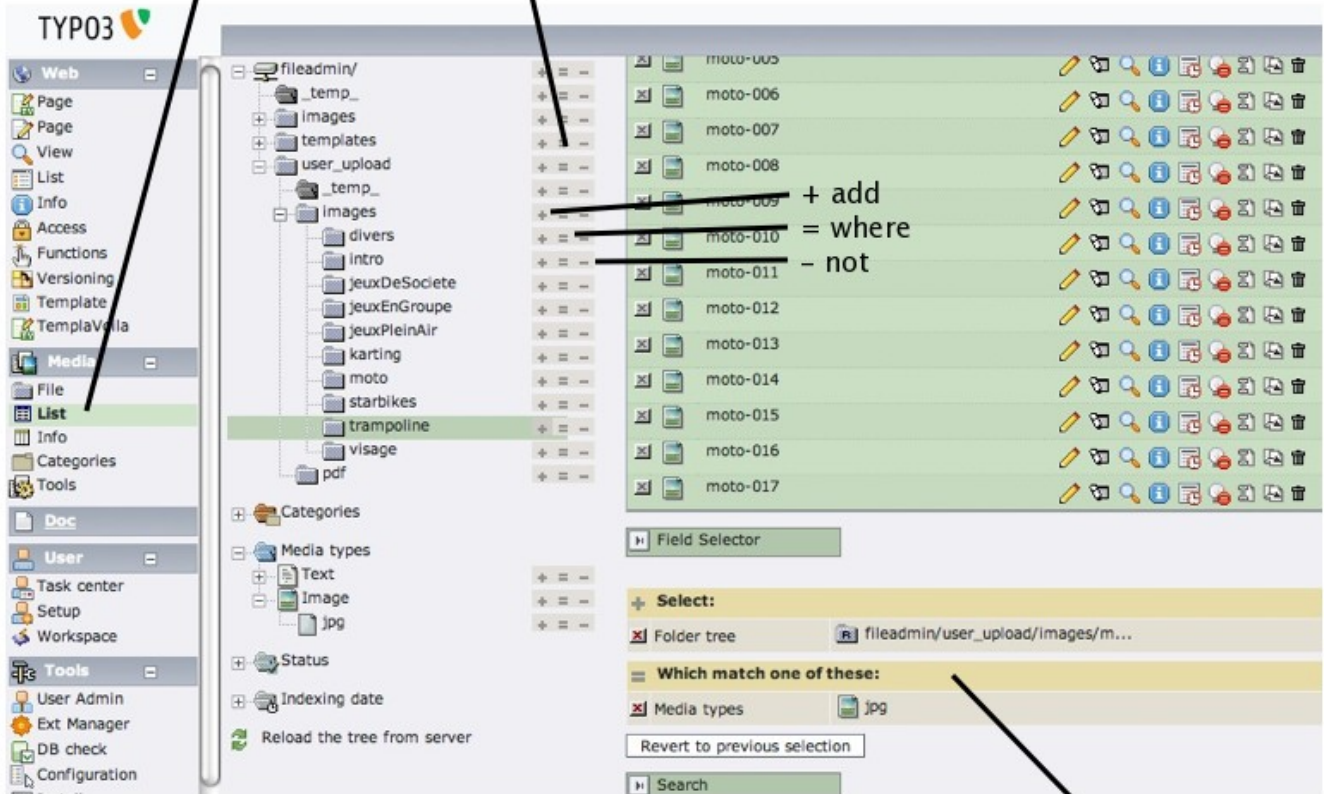 TYPO3
Web
Page
Page
View
List
Info
Access
Functions
Versioning
Template
TemplaVoila
Media
File
List
Info
Categories
Tools
Doc
User
Task center
Setup
Workspace
Tools
User Admin
Ext Manager
DB check
Configuration
fileadmin/
_temp_
images
templates
user_upload
_temp_
images
divers
intro
jeuxDeSociete
jeuxEnGroupe
jeuxPleinAir
karting
moto
starbikes
trampoline
visage
pdf
Categories
Media types
Text
Image
jpg
Status
Indexing date
Reload the tree from server
moto-005
moto-006
moto-007
moto-008
moto-009
moto-010
moto-011
moto-012
moto-013
moto-014
moto-015
moto-016
moto-017
+ add
= where
– not
Field Selector
+ Select:
Folder tree fileadmin/user_upload/images/m...
= Which match one of these:
Media types jpg
Revert to previous selection
Search